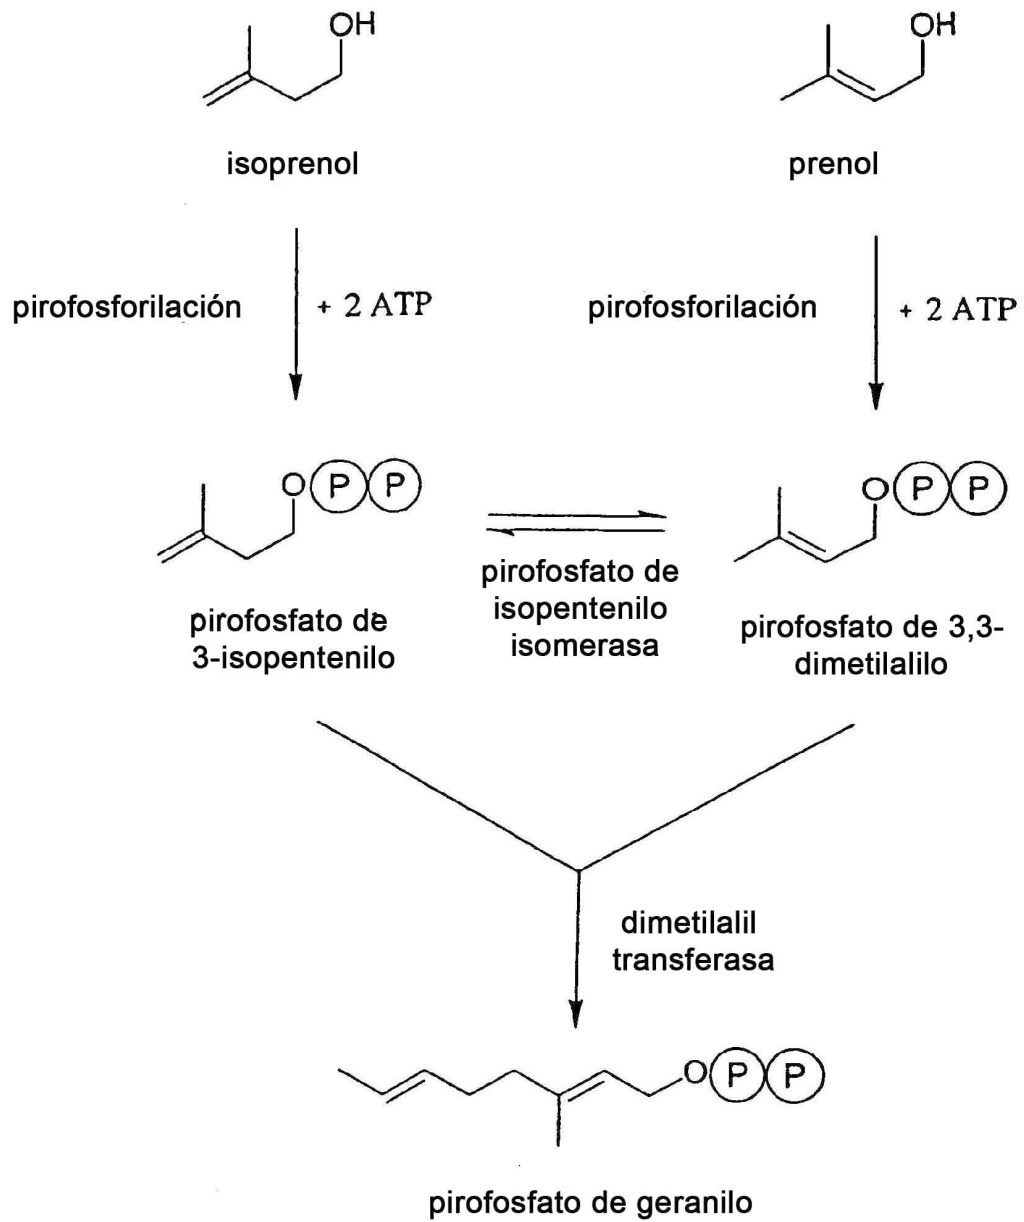 OH
OH
isoprenol
prenol
pirofosforilación
+ 2 ATP
pirofosforilación
+ 2 ATP
O P P
O P P
pirofosfato de
isopentenilo
isomerasa
pirofosfato de
3-isopentenilo
pirofosfato de 3,3-
dimetilalilo
dimetilalil
transferasa
O P P
pirofosfato de geranilo